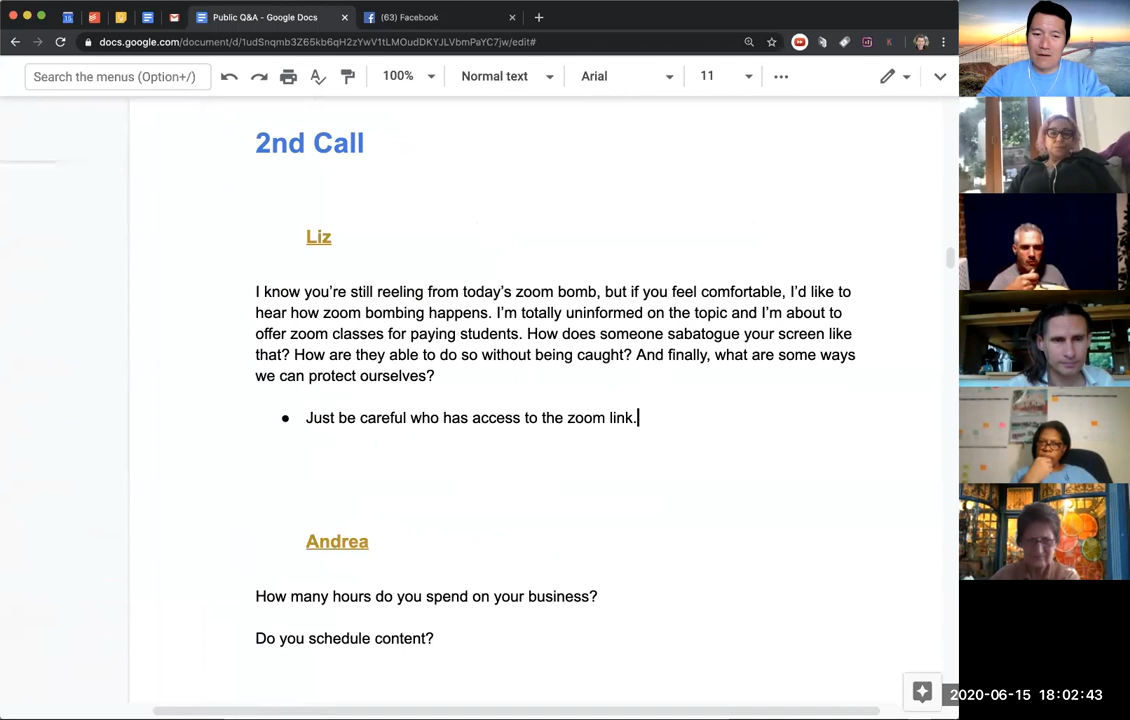 Public Q&A - Google Docs
(63) Facebook
docs.google.com/document/d/1udSnqmb3Z65kb6qH2zYwV1tLMOudDKYJLVbmPaYC7jw/edit#
Search the menus (Option+/)
100%
Normal text
Arial
11
2nd Call
Liz
I know you’re still reeling from today’s zoom bomb, but if you feel comfortable, I’d like to
hear how zoom bombing happens. I’m totally uninformed on the topic and I’m about to
offer zoom classes for paying students. How does someone sabatogue your screen like
that? How are they able to do so without being caught? And finally, what are some ways
we can protect ourselves?
● Just be careful who has access to the zoom link.
Andrea
How many hours do you spend on your business?
Do you schedule content?
2020-06-15 18:02:43